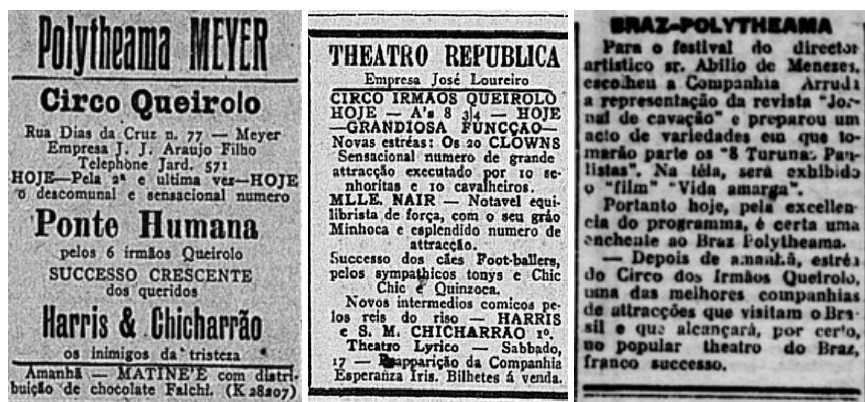 Polytheama MEYER
Circo Queirolo
Rua Dias da Cruz n. 77 — Meyer
Empresa J. J. Araujo Filho
Telephone Jard. 571
HOJE—Pela 2ª e ultima vez—HOJE
o descomunal e sensacional numero
Ponte Humana
pelos 6 irmãos Queirolo
SUCCESSO CRESCENTE
dos queridos
Harris & Chicharrão
os inimigos da tristeza
Amanhã — MATINE'E com distri-
buição de chocolate Falchi. (K 28207)
THEATRO REPUBLICA
Empresa José Loureiro
CIRCO IRMÃOS QUEIROLO
HOJE — A's 8 3/4 — HOJE
—GRANDIOSA FUNCÇÃO—
Novas estréas: Os 20 CLOWNS
Sensacional numero de grande
attracção executado por 10 se-
nhoritas e 10 cavalheiros.
MLLE. NAIR — Notavel equi-
librista de força, com o seu grão
Minhoca e esplendido numero de
attracção.
Successo dos cães Foot-ballers,
pelos sympathicos tonys e Chic
Chic e Quinzoca.
Novos intermedios comicos pe-
los reis do riso — HARRIS
e S. M. CHICHARRÃO 1º.
Theatro Lyrico — Sabbado,
17 — Reapparição da Companhia
Esperanza Iris. Bilhetes á venda.
BRAZ-POLYTHEAMA
Para o festival do director
artistico sr. Abilio de Menezes,
escolheu a Companhia Arruda
a representação da revista "Jor-
nal de cavação" e preparou um
acto de variedades em que to-
marão parte os "8 Turunas Pau-
listas". Na téla, será exhibido
o "film" "Vida amarga".
Portanto hoje, pela excellen-
cia do programma, é certa uma
enchente ao Braz Polytheama.
— Depois de amanhã, estréa
do Circo dos Irmãos Queirolo,
uma das melhores companhias
de attracções que visitam o Bra-
sil e que alcançará, por certo,
no popular theatro do Braz,
franco successo.